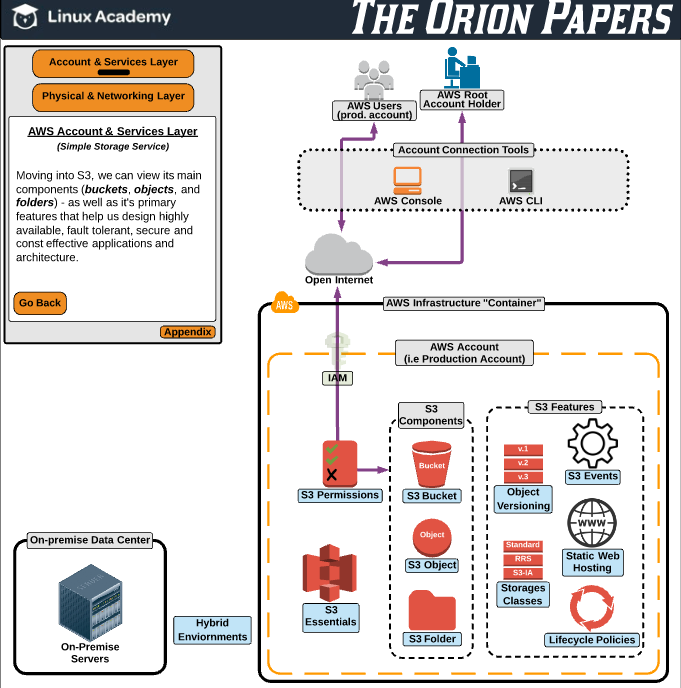 Linux Academy
THE ORION PAPERS
Account & Services Layer
Physical & Networking Layer
AWS Account & Services Layer
(Simple Storage Service)
Moving into S3, we can view its main
components (buckets, objects, and
folders) - as well as it's primary
features that help us design highly
available, fault tolerant, secure and
const effective applications and
architecture.
Go Back
Appendix
AWS Users
(prod. account)
AWS Root
Account Holder
Account Connection Tools
AWS Console
AWS CLI
Open Internet
AWS
AWS Infrastructure "Container"
AWS Account
(i.e Production Account)
IAM
S3 Permissions
S3
Essentials
S3
Components
Bucket
S3 Bucket
Object
S3 Object
S3 Folder
S3 Features
v.1
v.2
v.3
Object
Versioning
S3 Events
WWW
Static Web
Hosting
Standard
RRS
S3-IA
Storages
Classes
Lifecycle Policies
On-premise Data Center
On-Premise
Servers
Hybrid
Enviornments